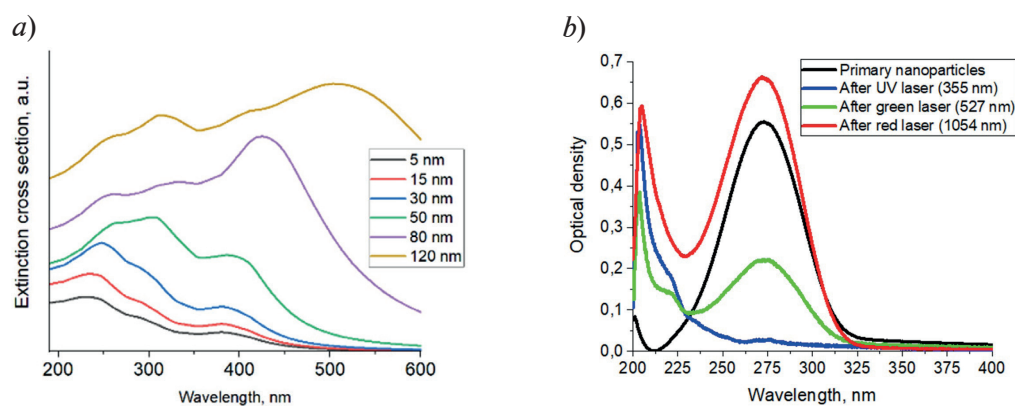 a)
Extinction cross section, a.u.
5 nm
15 nm
30 nm
50 nm
80 nm
120 nm
200
300
400
500
600
Wavelength, nm
b)
Optical density
0,7
0,6
0,5
0,4
0,3
0,2
0,1
0,0
Primary nanoparticles
After UV laser (355 nm)
After green laser (527 nm)
After red laser (1054 nm)
200
225
250
275
300
325
350
375
400
Wavelength, nm